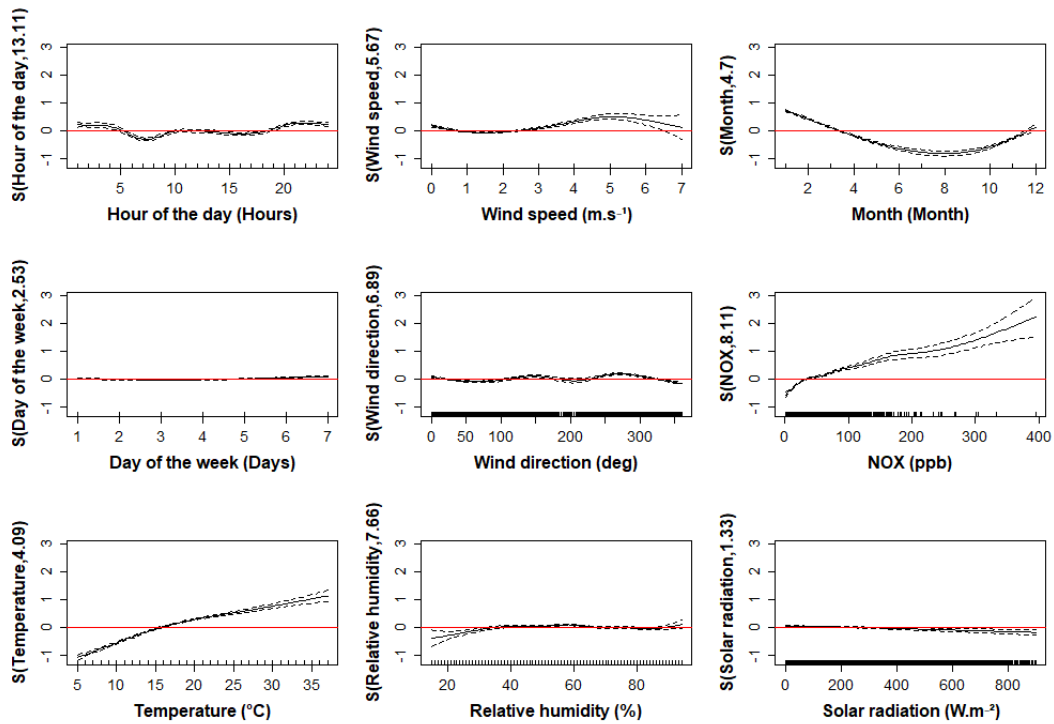 S(Hour of the day,13.11)
3
2
1
0
-1
5 10 15 20
Hour of the day (Hours)
S(Wind speed,5.67)
3
2
1
0
-1
0 1 2 3 4 5 6 7
Wind speed (m.s⁻¹)
S(Month,4.7)
3
2
1
0
-1
2 4 6 8 10 12
Month (Month)
S(Day of the week,2.53)
3
2
1
0
-1
1 2 3 4 5 6 7
Day of the week (Days)
S(Wind direction,6.89)
3
2
1
0
-1
0 50 100 200 300
Wind direction (deg)
S(NOX,8.11)
3
2
1
0
-1
0 100 200 300 400
NOX (ppb)
S(Temperature,4.09)
3
2
1
0
-1
5 10 15 20 25 30 35
Temperature (°C)
S(Relative humidity,7.66)
3
2
1
0
-1
20 40 60 80
Relative humidity (%)
S(Solar radiation,1.33)
3
2
1
0
-1
0 200 400 600 800
Solar radiation (W.m⁻²)